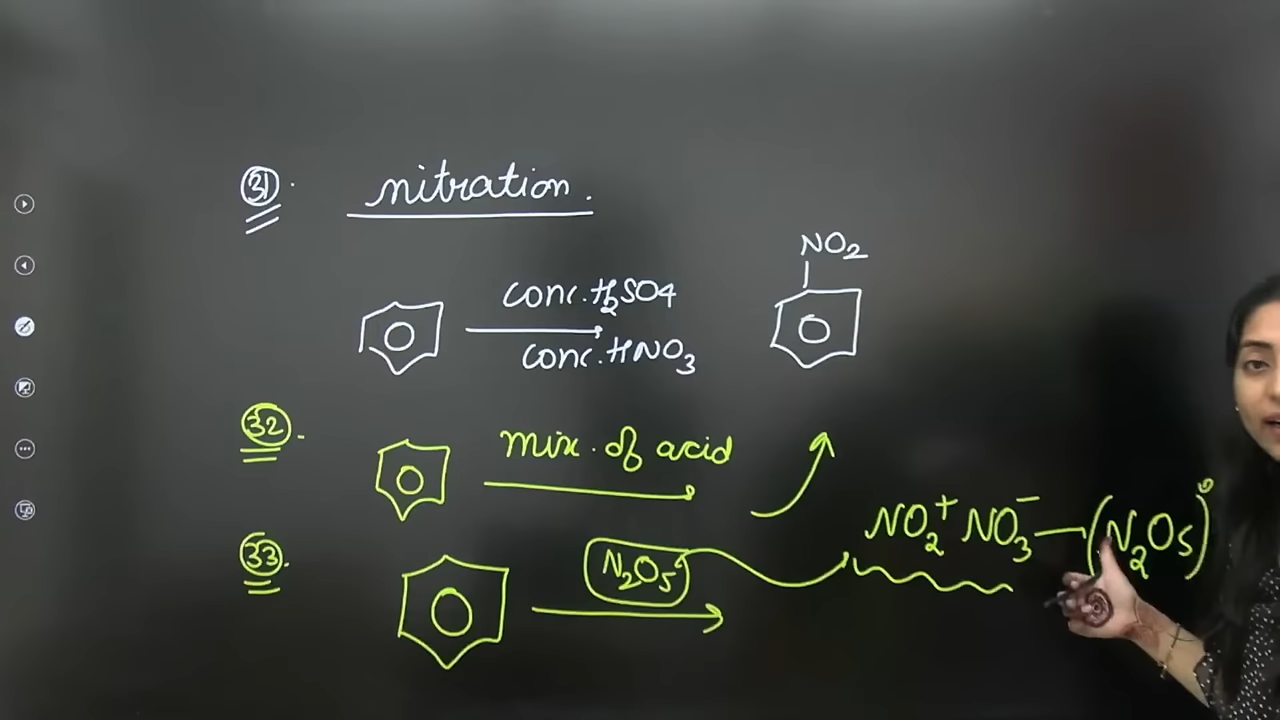 31. nitration.
NO2
conc. H2SO4
conc. HNO3
32. mix. of acid
NO2+ NO3- — (N2O5)°
33. N2O5